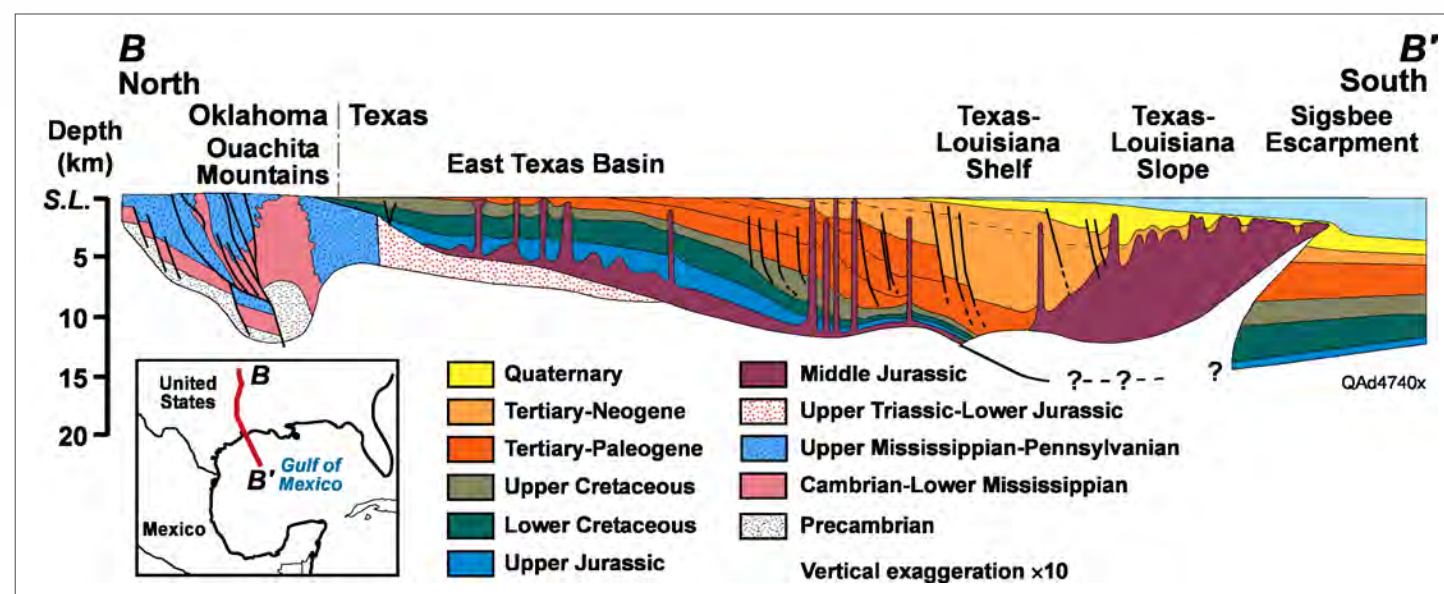 B
North
B'
South
Oklahoma
Texas
Ouachita
Mountains
East Texas Basin
Texas-
Louisiana
Shelf
Texas-
Louisiana
Slope
Sigsbee
Escarpment
Depth
(km)
S.L.
5
10
15
20
?- -?- -
?
QAd4740x
United
States
B
B'
Gulf of
Mexico
Mexico
Quaternary
Tertiary-Neogene
Tertiary-Paleogene
Upper Cretaceous
Lower Cretaceous
Upper Jurassic
Middle Jurassic
Upper Triassic-Lower Jurassic
Upper Mississippian-Pennsylvanian
Cambrian-Lower Mississippian
Precambrian
Vertical exaggeration ×10